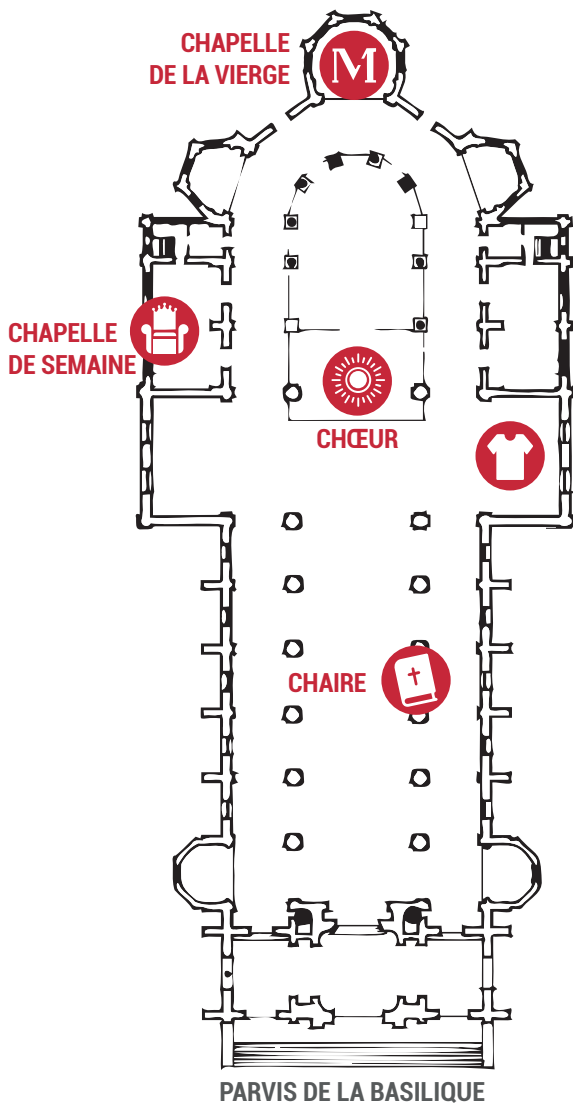 CHAPELLE
DE LA VIERGE
M
CHAPELLE
DE SEMAINE
CHŒUR
CHAIRE
PARVIS DE LA BASILIQUE